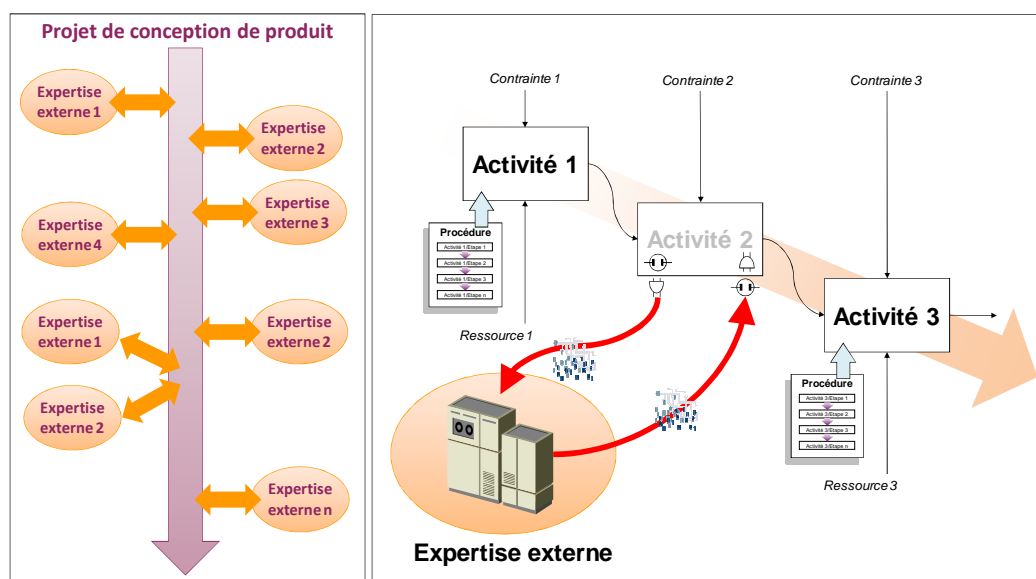 Projet de conception de produit
Expertise
externe 1
Expertise
externe 2
Expertise
externe 3
Expertise
externe 4
Expertise
externe 1
Expertise
externe 2
Expertise
externe 2
Expertise
externe n
Contrainte 1
Contrainte 2
Contrainte 3
Activité 1
Activité 2
Activité 3
Procédure
Activité 1/Etape 1
Activité 1/Etape 2
Activité 1/Etape 3
Activité 1/Etape n
Ressource 1
Procédure
Activité 3/Etape 1
Activité 3/Etape 2
Activité 3/Etape 3
Activité 3/Etape n
Ressource 3
Expertise externe